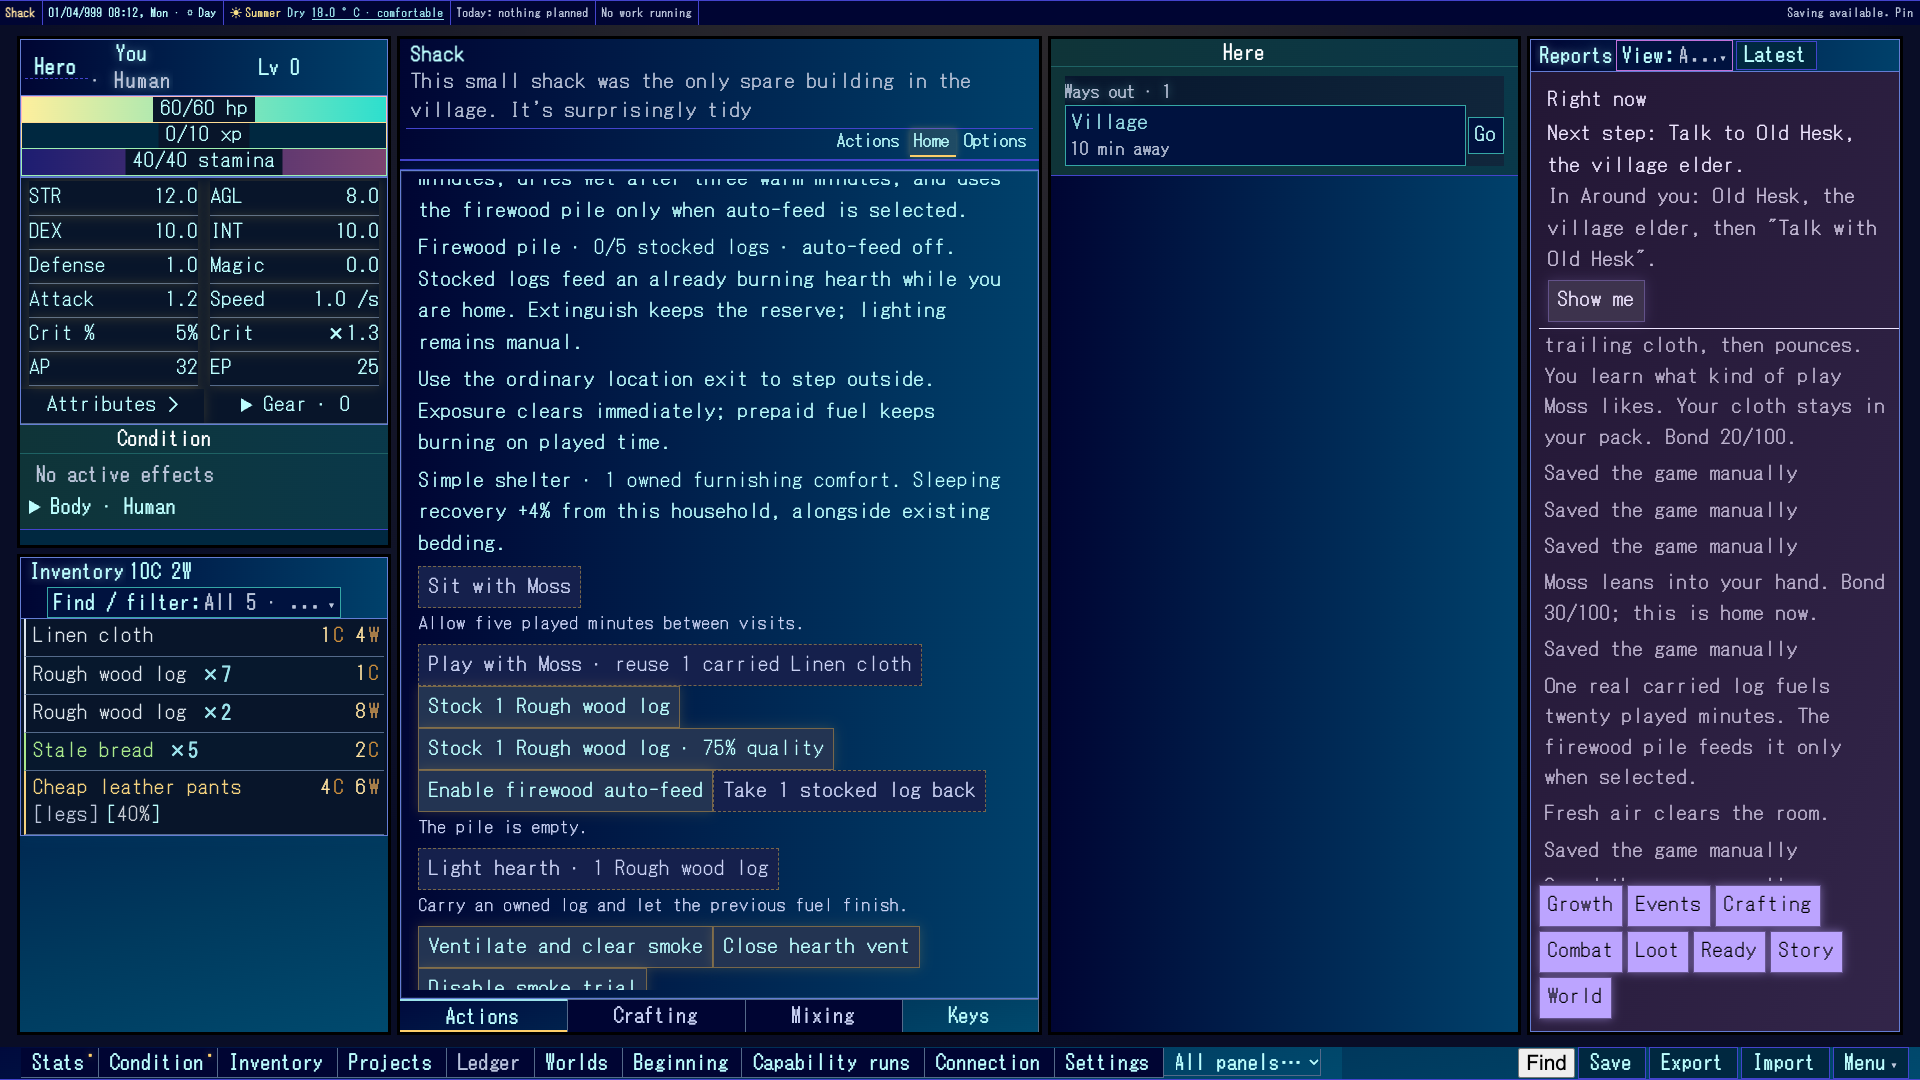 Shack
01/04/999 08:12, Mon · ☼ Day
☀ Summer Dry 18.0 ° C · comfortable
Today: nothing planned
No work running
Saving available. Pin
Hero
You
Human
Lv 0
60/60 hp
0/10 xp
40/40 stamina
STR 12.0 AGL 8.0
DEX 10.0 INT 10.0
Defense 1.0 Magic 0.0
Attack 1.2 Speed 1.0 /s
Crit % 5% Crit ×1.3
AP 32 EP 25
Attributes > ▶ Gear · 0
Condition
No active effects
▶ Body · Human
Inventory 10C 2W
Find / filter: All 5 · ... ▾
Linen cloth 1C 4W
Rough wood log ×7 1C
Rough wood log ×2 8W
Stale bread ×5 2C
Cheap leather pants 4C 6W
[legs] [40%]
Shack
This small shack was the only spare building in the
village. It's surprisingly tidy
Actions Home Options
minutes, dries wet after three warm minutes, and uses
the firewood pile only when auto-feed is selected.
Firewood pile · 0/5 stocked logs · auto-feed off.
Stocked logs feed an already burning hearth while you
are home. Extinguish keeps the reserve; lighting
remains manual.
Use the ordinary location exit to step outside.
Exposure clears immediately; prepaid fuel keeps
burning on played time.
Simple shelter · 1 owned furnishing comfort. Sleeping
recovery +4% from this household, alongside existing
bedding.
Sit with Moss
Allow five played minutes between visits.
Play with Moss · reuse 1 carried Linen cloth
Stock 1 Rough wood log
Stock 1 Rough wood log · 75% quality
Enable firewood auto-feed Take 1 stocked log back
The pile is empty.
Light hearth · 1 Rough wood log
Carry an owned log and let the previous fuel finish.
Ventilate and clear smoke Close hearth vent
Disable smoke trial
Actions Crafting Mixing Keys
Here
Ways out · 1
Village
10 min away
Go
Reports View: A...▾ Latest
Right now
Next step: Talk to Old Hesk,
the village elder.
In Around you: Old Hesk, the
village elder, then "Talk with
Old Hesk".
Show me
trailing cloth, then pounces.
You learn what kind of play
Moss likes. Your cloth stays in
your pack. Bond 20/100.
Saved the game manually
Saved the game manually
Saved the game manually
Moss leans into your hand. Bond
30/100; this is home now.
Saved the game manually
One real carried log fuels
twenty played minutes. The
firewood pile feeds it only
when selected.
Fresh air clears the room.
Saved the game manually
Growth Events Crafting
Combat Loot Ready Story
World
Stats Condition Inventory Projects Ledger Worlds Beginning Capability runs Connection Settings All panels···
Find Save Export Import Menu ▾